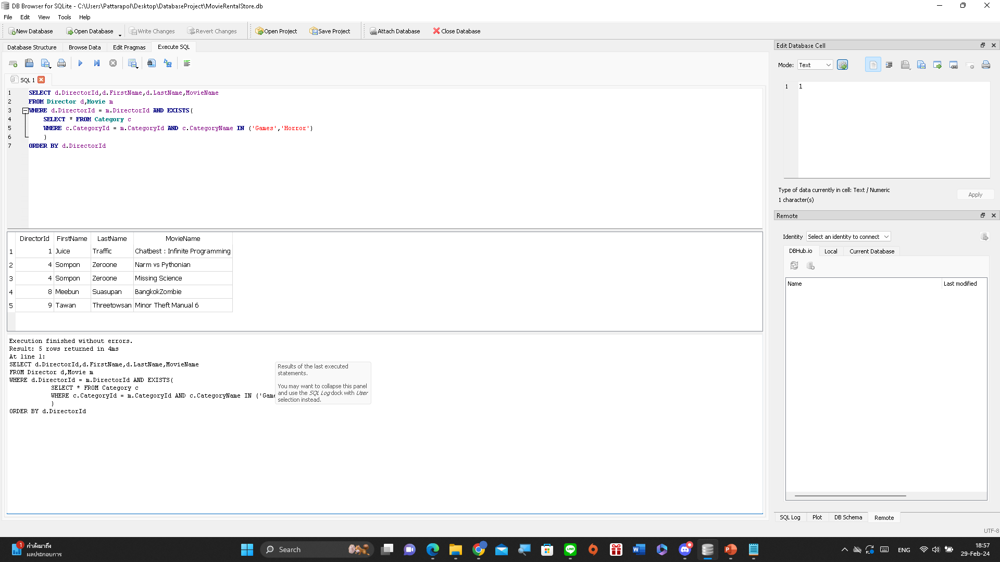 DB Browser for SQLite - C:\Users\Pattarapol\Desktop\DatabaseProject\MovieRentalStore.db
File Edit View Tools Help
New Database Open Database Write Changes Revert Changes Open Project Save Project Attach Database Close Database
Database Structure Browse Data Edit Pragmas Execute SQL
SQL 1
1 SELECT d.DirectorId,d.FirstName,d.LastName,MovieName
2 FROM Director d,Movie m
3 WHERE d.DirectorId = m.DirectorId AND EXISTS(
4 SELECT * FROM Category c
5 WHERE c.CategoryId = m.CategoryId AND c.CategoryName IN ('Games','Horror')
6 )
7 ORDER BY d.DirectorId
DirectorId FirstName LastName MovieName
1 1 Juice Traffic Chatbest : Infinite Programming
2 4 Sompon Zeroone Narm vs Pythonian
3 4 Sompon Zeroone Missing Science
4 8 Meebun Suasupan BangkokZombie
5 9 Tawan Threetowsan Minor Theft Manual 6
Execution finished without errors.
Result: 5 rows returned in 4ms
At line 1:
SELECT d.DirectorId,d.FirstName,d.LastName,MovieName
FROM Director d,Movie m
WHERE d.DirectorId = m.DirectorId AND EXISTS(
SELECT * FROM Category c
WHERE c.CategoryId = m.CategoryId AND c.CategoryName IN ('Game
)
ORDER BY d.DirectorId
Results of the last executed
statements.
You may want to collapse this panel
and use the SQL Log dock with User
selection instead.
Edit Database Cell
Mode: Text
1 1
Type of data currently in cell: Text / Numeric
1 character(s)
Apply
Remote
Identity Select an identity to connect
DBHub.io Local Current Database
Name Last modified
SQL Log Plot DB Schema Remote
UTF-8
1
กำลังมาถึง
ผลประกอบการ
Search
LINE
ENG
18:57
29-Feb-24